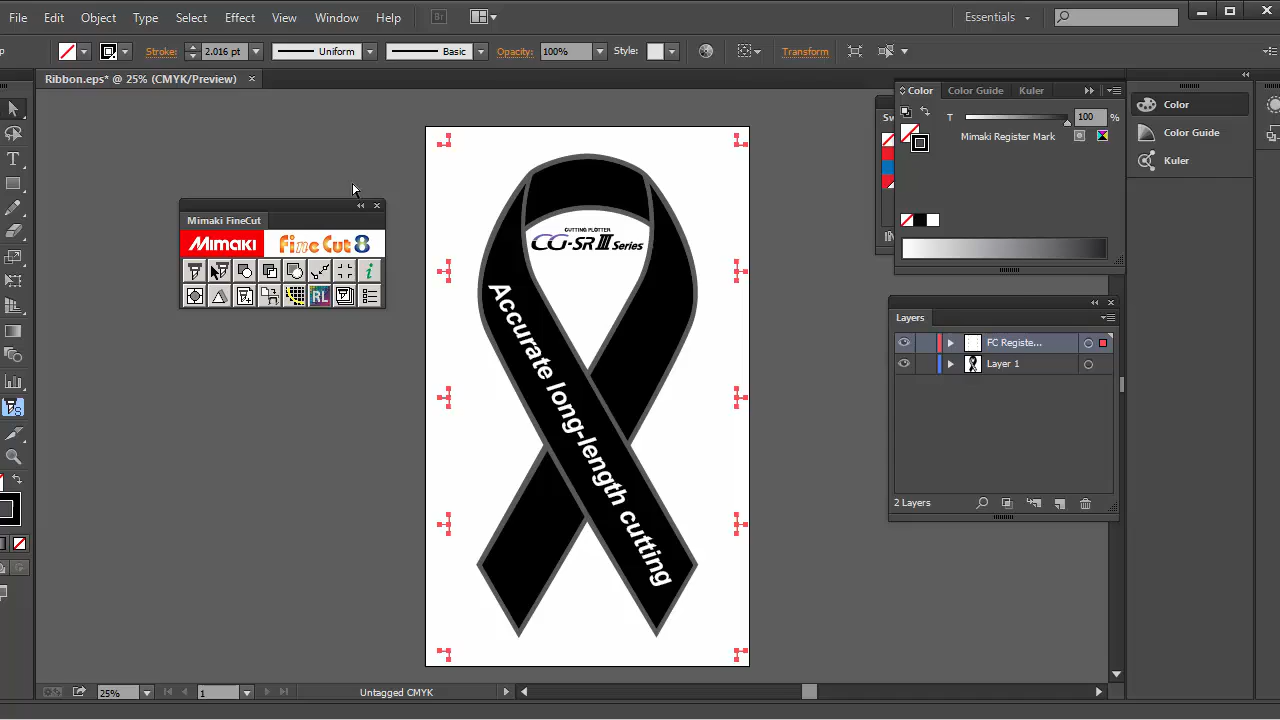 File Edit Object Type Select Effect View Window Help Br Essentials
Stroke: 2.016 pt Uniform Basic Opacity: 100% Style: Transform
Ribbon.eps* @ 25% (CMYK/Preview) ×
Color Color Guide Kuler
T 100 %
Mimaki Register Mark
Color
Color Guide
Kuler
Sw
Mimaki FineCut
Mimaki Fine Cut 8
RL
CUTTING PLOTTER
CG-SR III Series
Accurate long-length cutting
Layers
FC Registe...
Layer 1
2 Layers
25% 1 Untagged CMYK